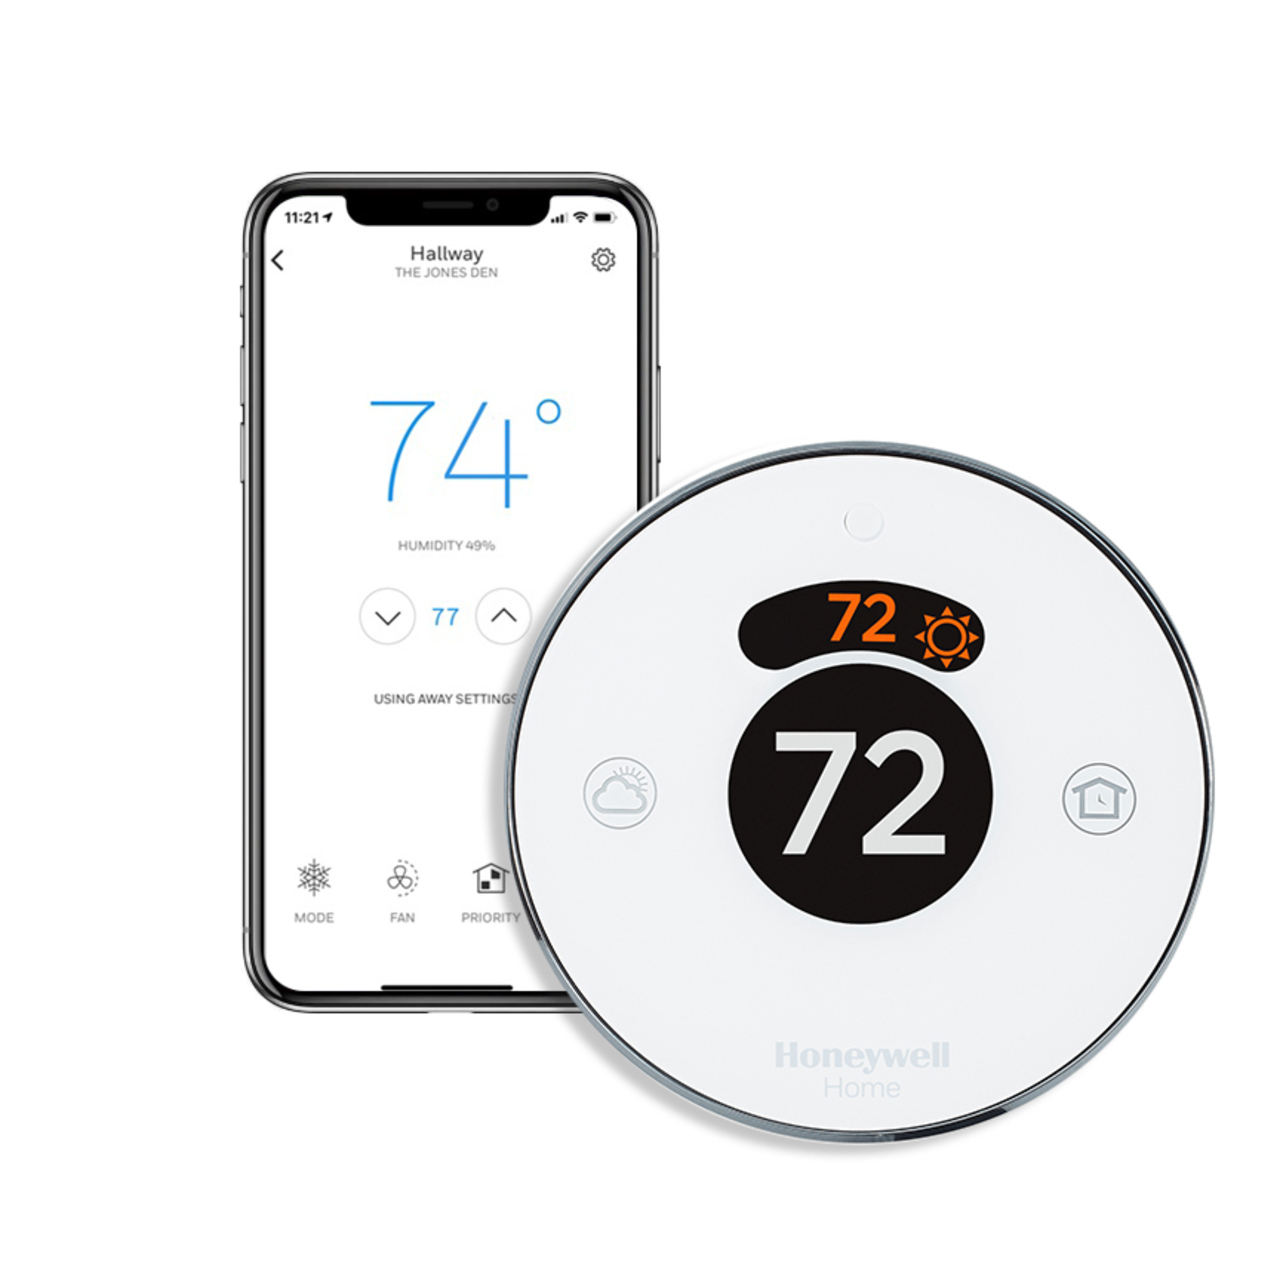 11:21
Hallway
THE JONES DEN
74°
HUMIDITY 49%
77
USING AWAY SETTINGS
MODE
FAN
PRIORITY
72
72
Honeywell
Home